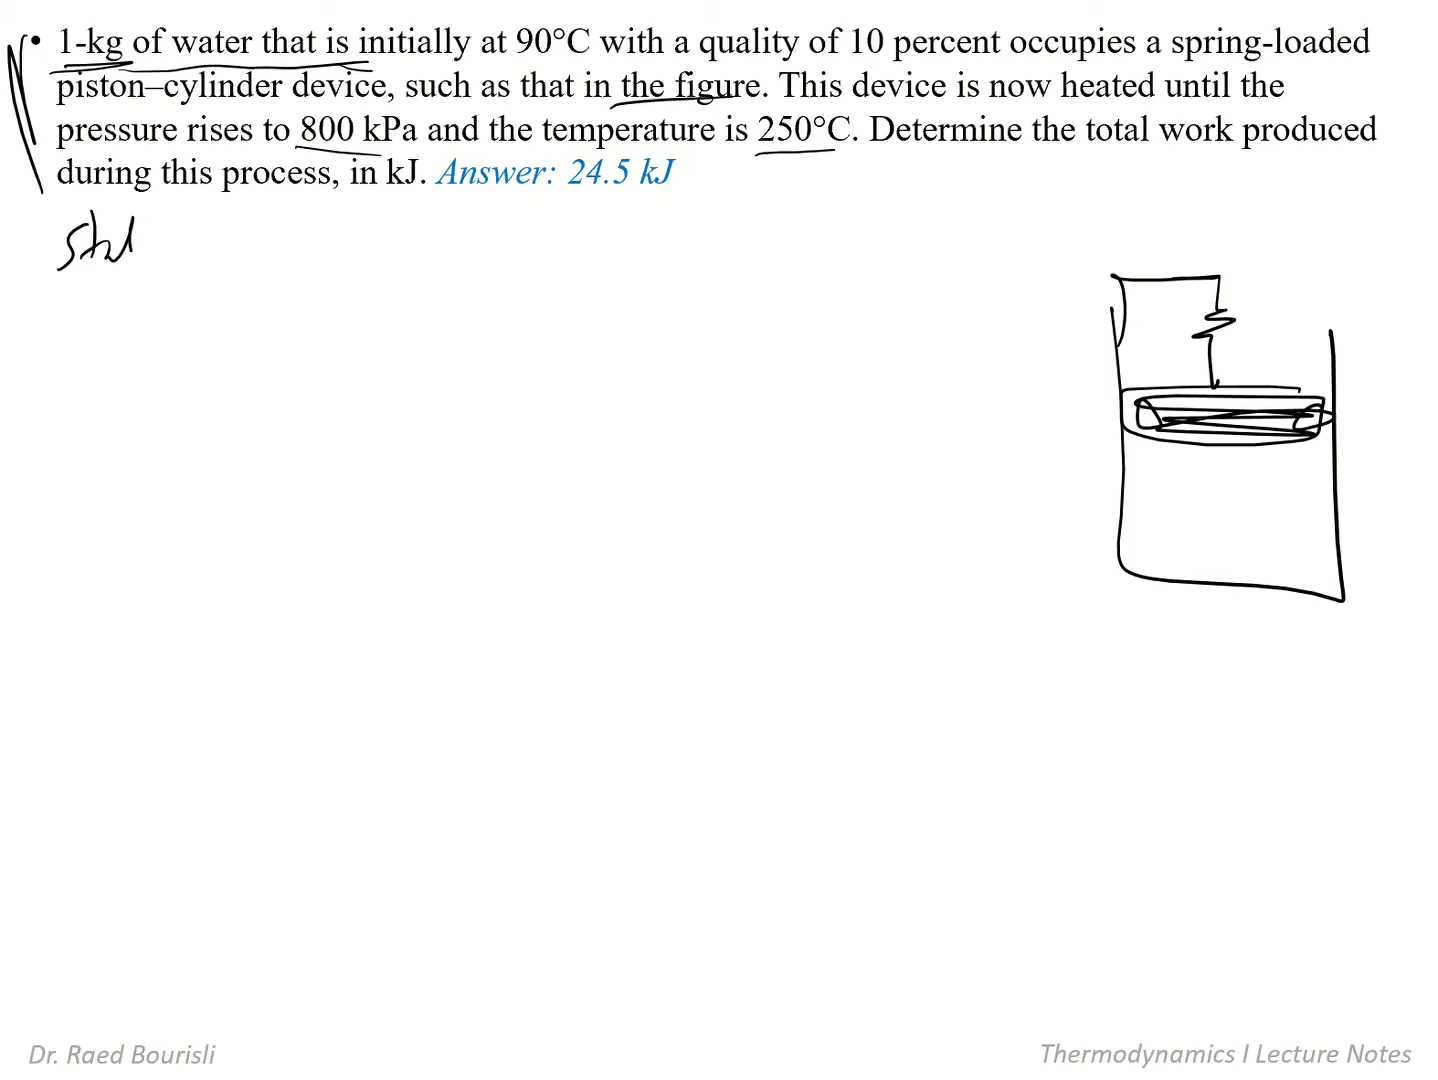 • 1-kg of water that is initially at 90°C with a quality of 10 percent occupies a spring-loaded
piston–cylinder device, such as that in the figure. This device is now heated until the
pressure rises to 800 kPa and the temperature is 250°C. Determine the total work produced
during this process, in kJ. Answer: 24.5 kJ
Dr. Raed Bourisli
Thermodynamics I Lecture Notes